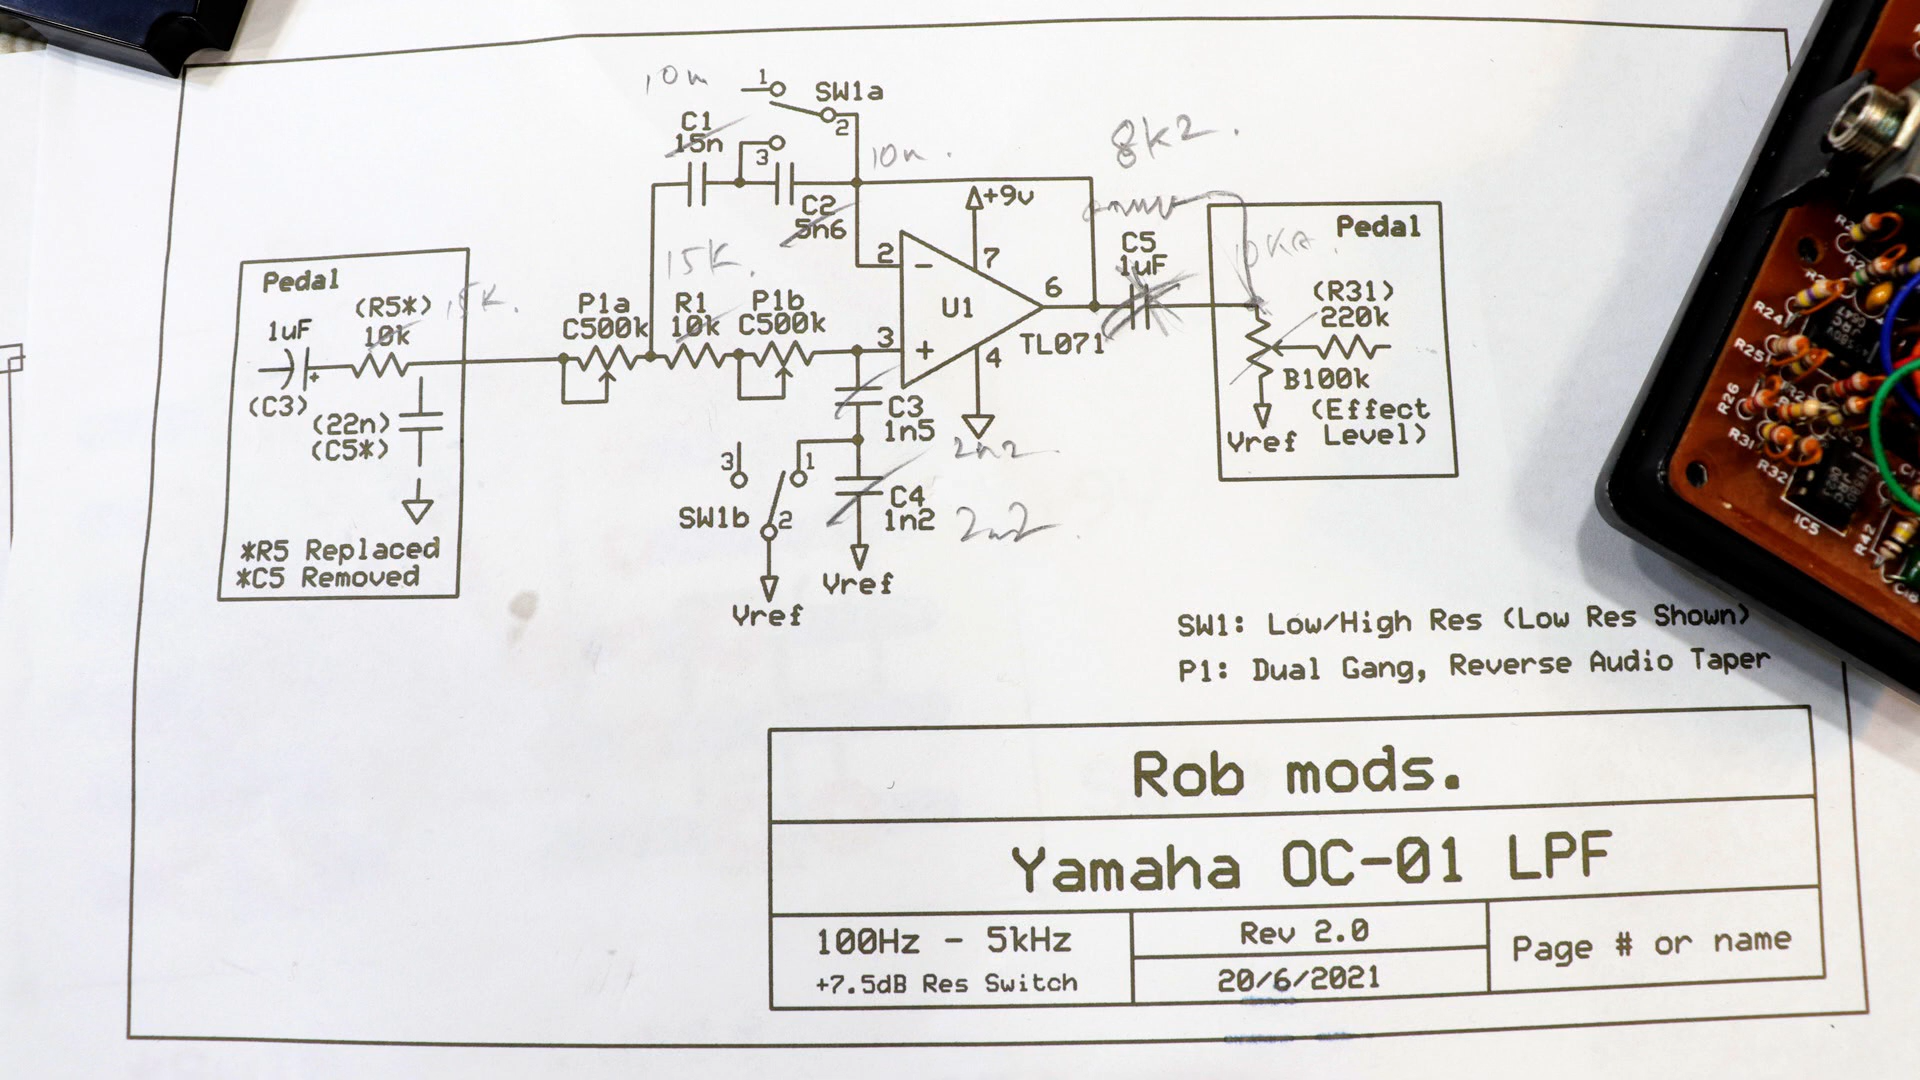 10n
1
SW1a
2
C1
15n
3
10n .
8k2 .
C2
5n6
+9v
7
2
-
U1
6
3
+
4
TL071
C5
1uF
10KA.
Pedal
(R31)
220k
B100k
(Effect
Level)
Vref
Pedal
(R5*)
10k
15K.
1uF
+
(C3)
(22n)
(C5*)
*R5 Replaced
*C5 Removed
15K.
P1a
C500k
R1
10k
P1b
C500k
C3
1n5
2n2
C4
1n2
2n2
3
1
SW1b
2
Vref
Vref
SW1: Low/High Res (Low Res Shown)
P1: Dual Gang, Reverse Audio Taper
Rob mods.
Yamaha OC-01 LPF
100Hz - 5kHz
+7.5dB Res Switch
Rev 2.0
20/6/2021
Page # or name
R24
R25
R26
R31
R32
IC5
R42